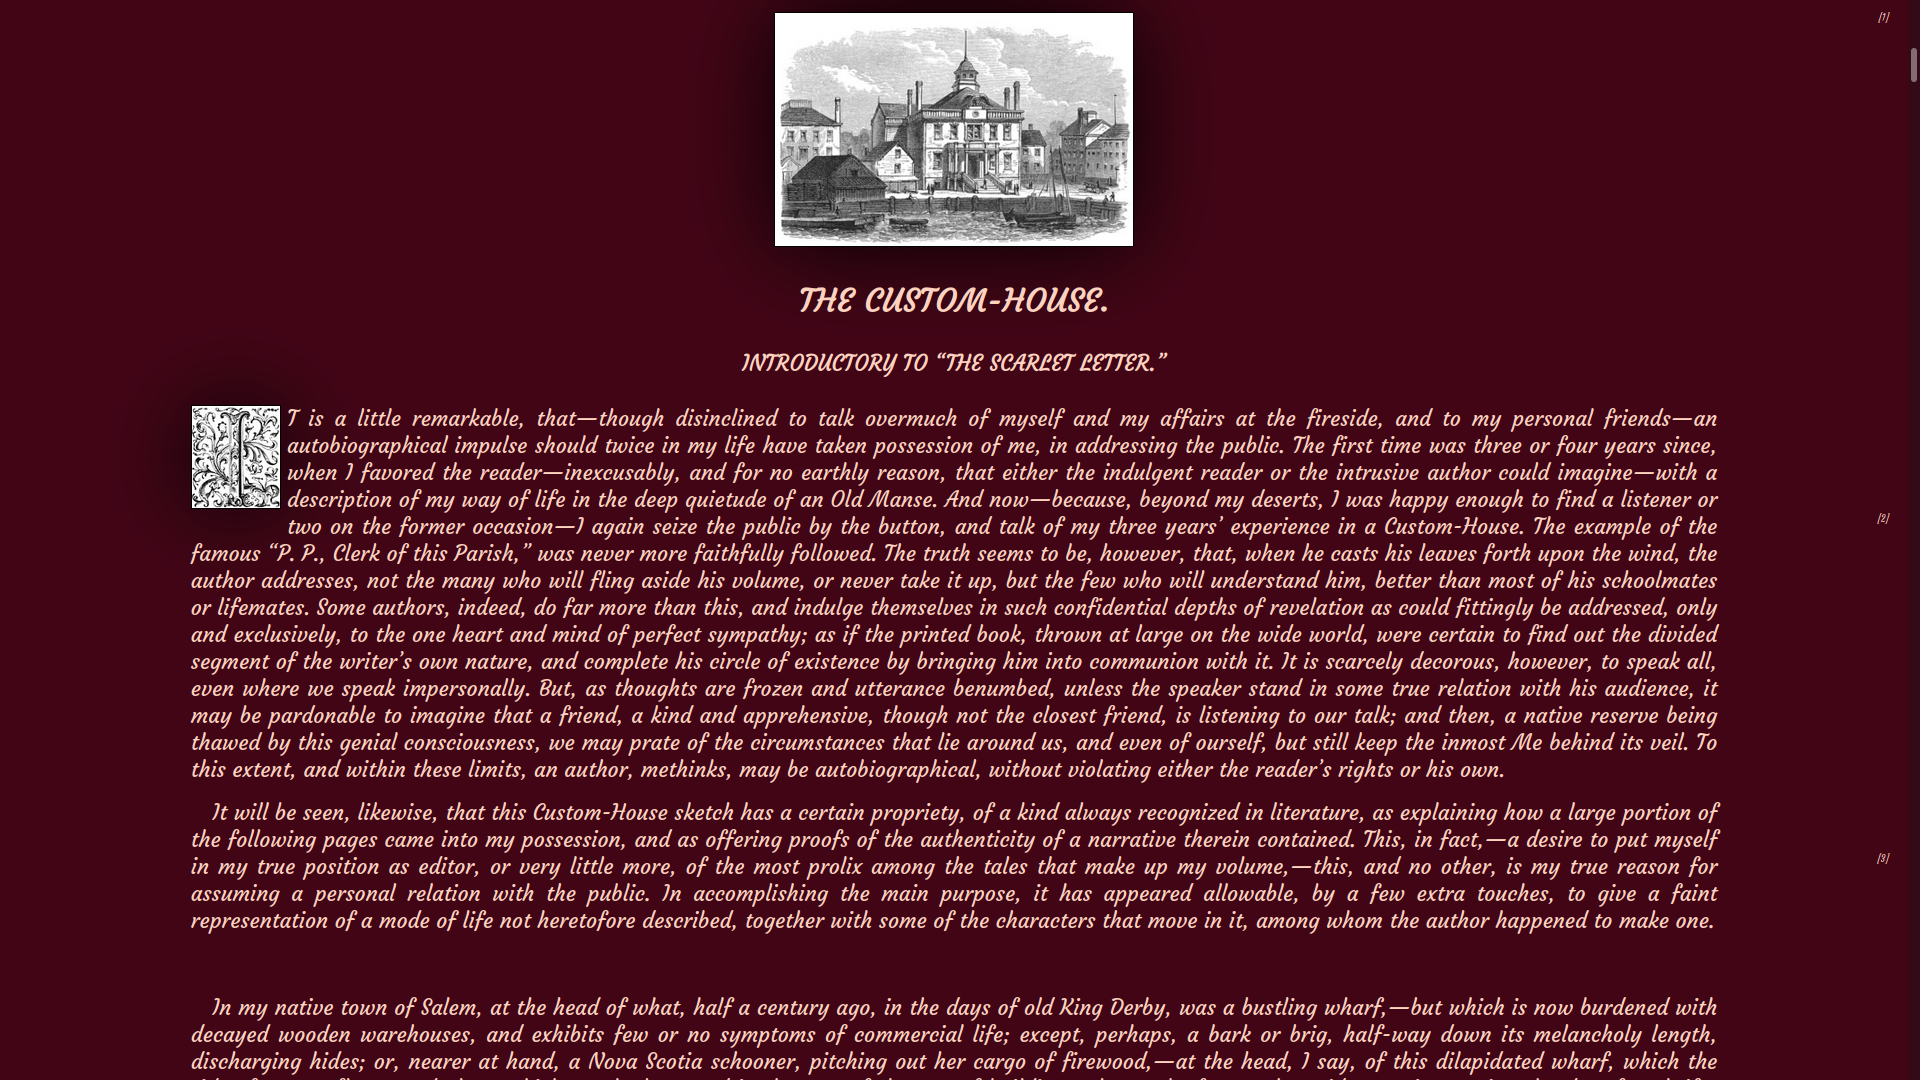 [1]
THE CUSTOM-HOUSE.
INTRODUCTORY TO “THE SCARLET LETTER.”
IT is a little remarkable, that—though disinclined to talk overmuch of myself and my affairs at the fireside, and to my personal friends—an
autobiographical impulse should twice in my life have taken possession of me, in addressing the public. The first time was three or four years since,
when I favored the reader—inexcusably, and for no earthly reason, that either the indulgent reader or the intrusive author could imagine—with a
description of my way of life in the deep quietude of an Old Manse. And now—because, beyond my deserts, I was happy enough to find a listener or
[2]
two on the former occasion—I again seize the public by the button, and talk of my three years’ experience in a Custom-House. The example of the
famous “P. P., Clerk of this Parish,” was never more faithfully followed. The truth seems to be, however, that, when he casts his leaves forth upon the wind, the
author addresses, not the many who will fling aside his volume, or never take it up, but the few who will understand him, better than most of his schoolmates
or lifemates. Some authors, indeed, do far more than this, and indulge themselves in such confidential depths of revelation as could fittingly be addressed, only
and exclusively, to the one heart and mind of perfect sympathy; as if the printed book, thrown at large on the wide world, were certain to find out the divided
segment of the writer’s own nature, and complete his circle of existence by bringing him into communion with it. It is scarcely decorous, however, to speak all,
even where we speak impersonally. But, as thoughts are frozen and utterance benumbed, unless the speaker stand in some true relation with his audience, it
may be pardonable to imagine that a friend, a kind and apprehensive, though not the closest friend, is listening to our talk; and then, a native reserve being
thawed by this genial consciousness, we may prate of the circumstances that lie around us, and even of ourself, but still keep the inmost Me behind its veil. To
this extent, and within these limits, an author, methinks, may be autobiographical, without violating either the reader’s rights or his own.
It will be seen, likewise, that this Custom-House sketch has a certain propriety, of a kind always recognized in literature, as explaining how a large portion of
the following pages came into my possession, and as offering proofs of the authenticity of a narrative therein contained. This, in fact,—a desire to put myself
[3]
in my true position as editor, or very little more, of the most prolix among the tales that make up my volume,—this, and no other, is my true reason for
assuming a personal relation with the public. In accomplishing the main purpose, it has appeared allowable, by a few extra touches, to give a faint
representation of a mode of life not heretofore described, together with some of the characters that move in it, among whom the author happened to make one.
In my native town of Salem, at the head of what, half a century ago, in the days of old King Derby, was a bustling wharf,—but which is now burdened with
decayed wooden warehouses, and exhibits few or no symptoms of commercial life; except, perhaps, a bark or brig, half-way down its melancholy length,
discharging hides; or, nearer at hand, a Nova Scotia schooner, pitching out her cargo of firewood,—at the head, I say, of this dilapidated wharf, which the